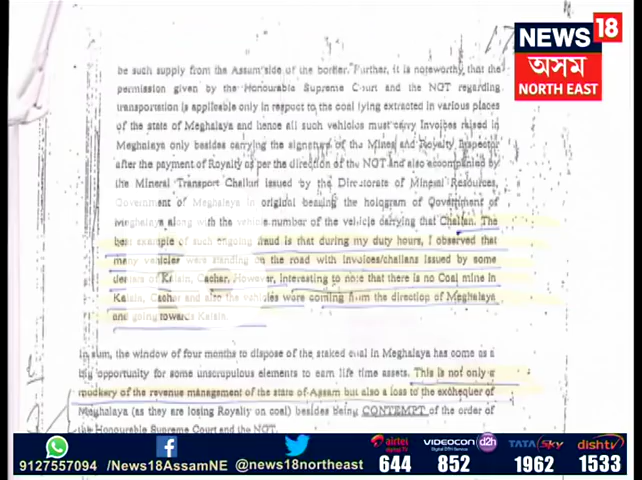 NEWS 18
অসম
NORTH EAST
be such supply from the Assam side of the border. Further, it is noteworthy that the
permission given by the Honourable Supreme Court and the NGT regarding
transportation is applicable only in respect to the coal lying extracted in various places
of the state of Meghalaya and hence all such vehicles must carry Invoices raised in
Meghalaya only besides carrying the signature of the Mines and Royalty Inspector
after the payment of Royalty as per the direction of the NGT and also accompanied by
the Mineral Transport Challan issued by the Directorate of Mineral Resources,
Government of Meghalaya in original bearing the hologram of Government of
Meghalaya along with the vehicle number of the vehicle carrying that Challan. The
best example of such ongoing fraud is that during my duty hours, I observed that
many vehicles were standing on the road with invoices/challans issued by some
of Kalain, Cachar. However, interesting to note that there is no Coal mine in
Kalain, Cachar and also the vehicles were coming from the direction of Meghalaya
and going towards Kalain.
In sum, the window of four months to dispose of the staked coal in Meghalaya has come as a
big opportunity for some unscrupulous elements to earn life time assets. This is not only a
mockery of the revenue management of the state of Assam but also a loss to the exchequer of
Meghalaya (as they are losing Royalty on coal) besides being CONTEMPT of the order of
the Honourable Supreme Court and the NGT.
9127557094 /News18AssamNE @news18northeast
airtel 644 VIDEOCON d2h 852 TATA Sky 1962 dishtv 1533